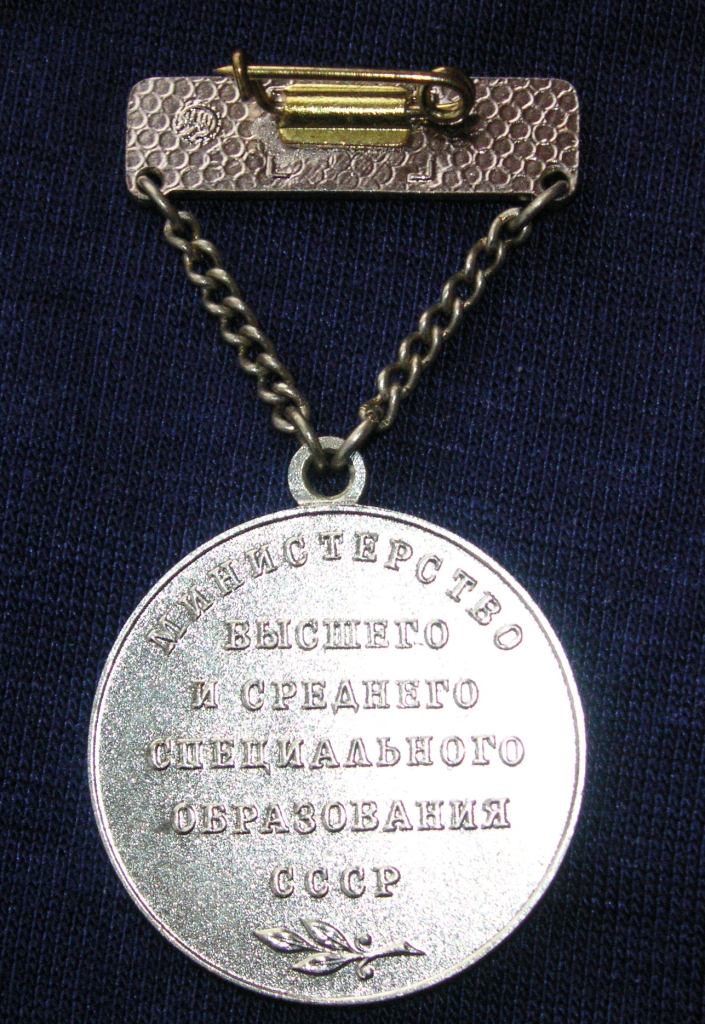 МИНИСТЕРСТВО
ВЫСШЕГО
И СРЕДНЕГО
СПЕЦИАЛЬНОГО
ОБРАЗОВАНИЯ
СССР